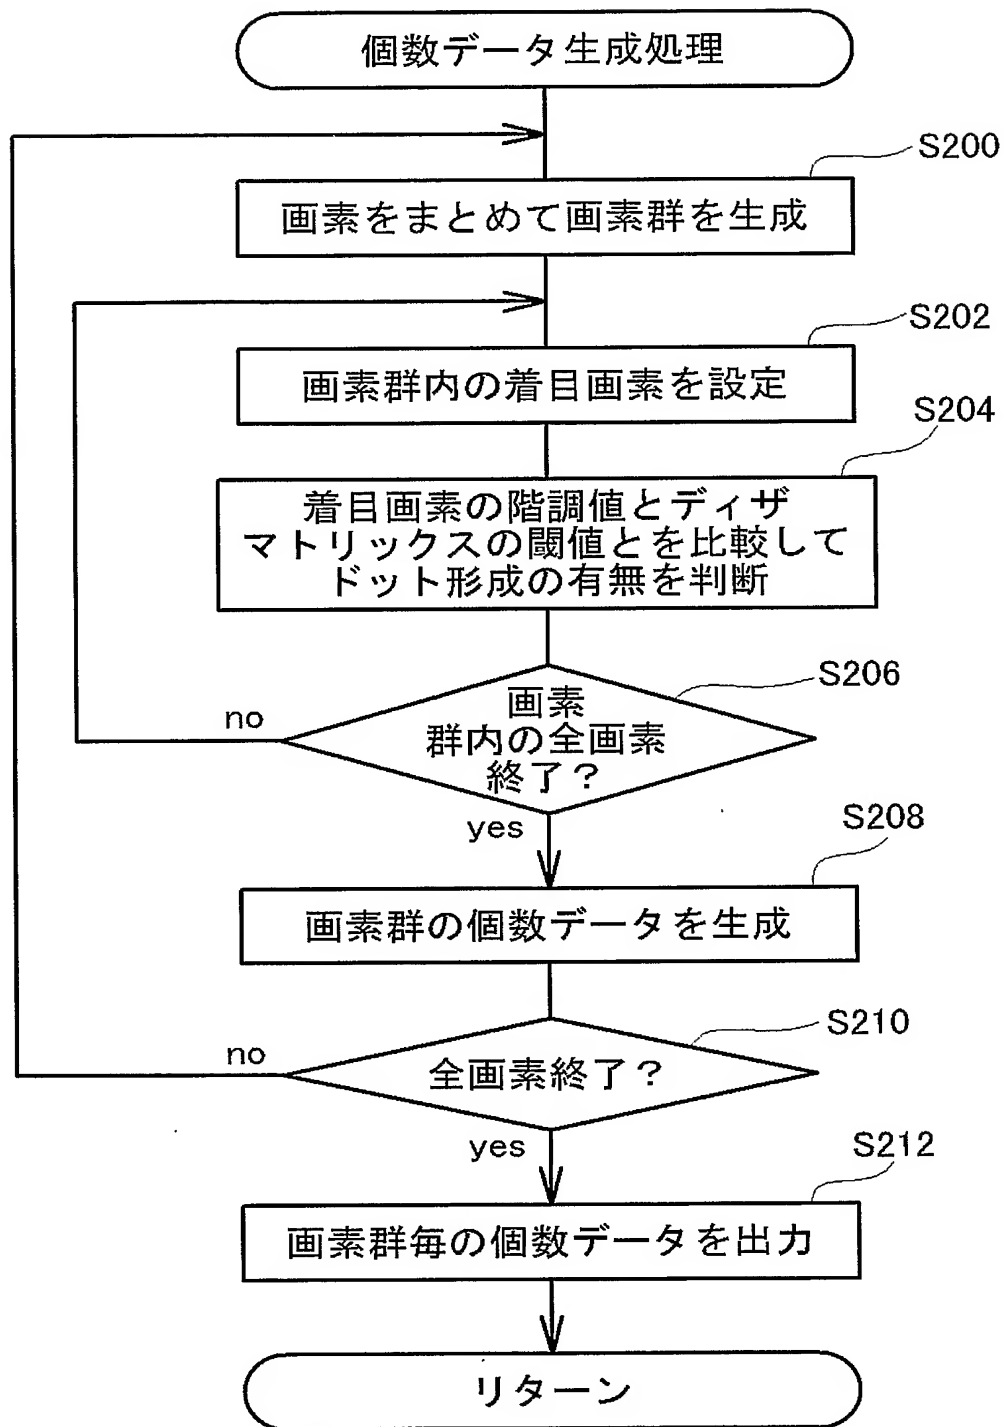 個数データ生成処理
S200
画素をまとめて画素群を生成
S202
画素群内の着目画素を設定
S204
着目画素の階調値とディザ
マトリックスの閾値とを比較して
ドット形成の有無を判断
S206
画素
群内の全画素
終了？
no
yes
S208
画素群の個数データを生成
S210
全画素終了？
no
yes
S212
画素群毎の個数データを出力
リターン